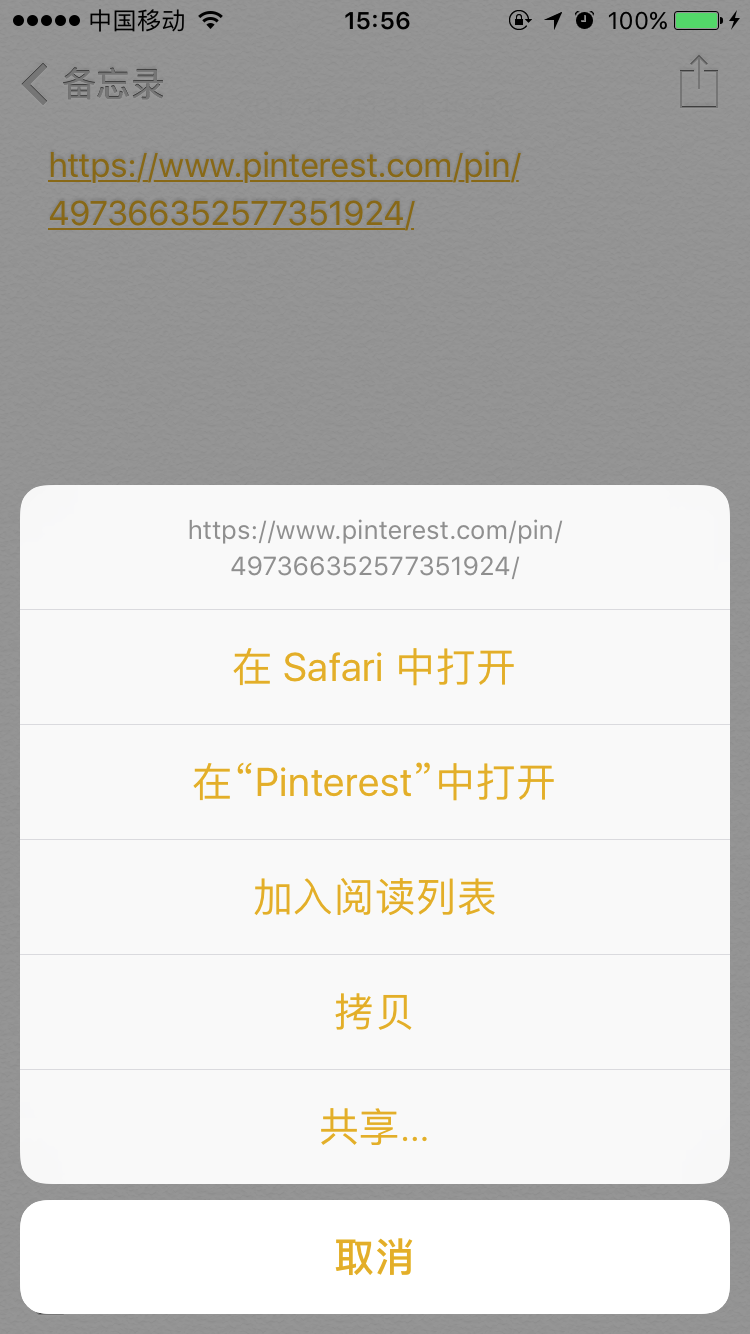 中国移动 15:56 100%
备忘录
https://www.pinterest.com/pin/
497366352577351924/
https://www.pinterest.com/pin/
497366352577351924/
在 Safari 中打开
在“Pinterest”中打开
加入阅读列表
拷贝
共享...
取消